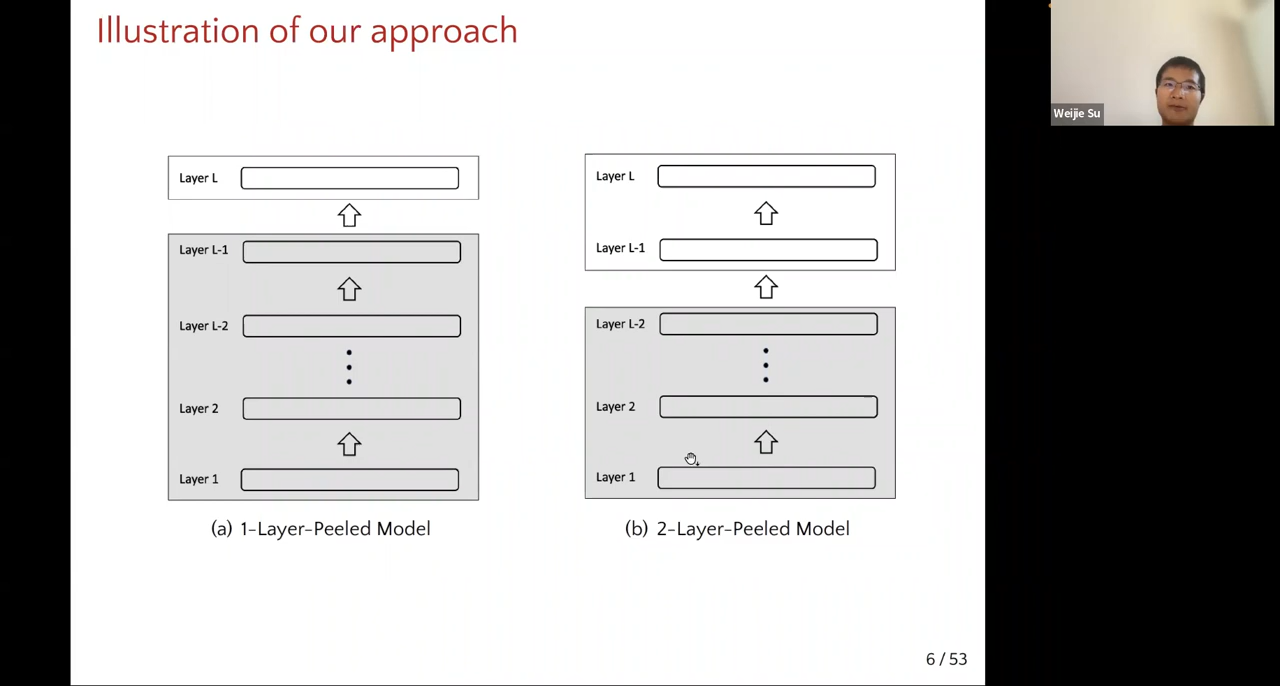 Illustration of our approach
Weijie Su
Layer L
Layer L-1
Layer L-2
Layer 2
Layer 1
(a) 1-Layer-Peeled Model
Layer L
Layer L-1
Layer L-2
Layer 2
Layer 1
(b) 2-Layer-Peeled Model
6 / 53